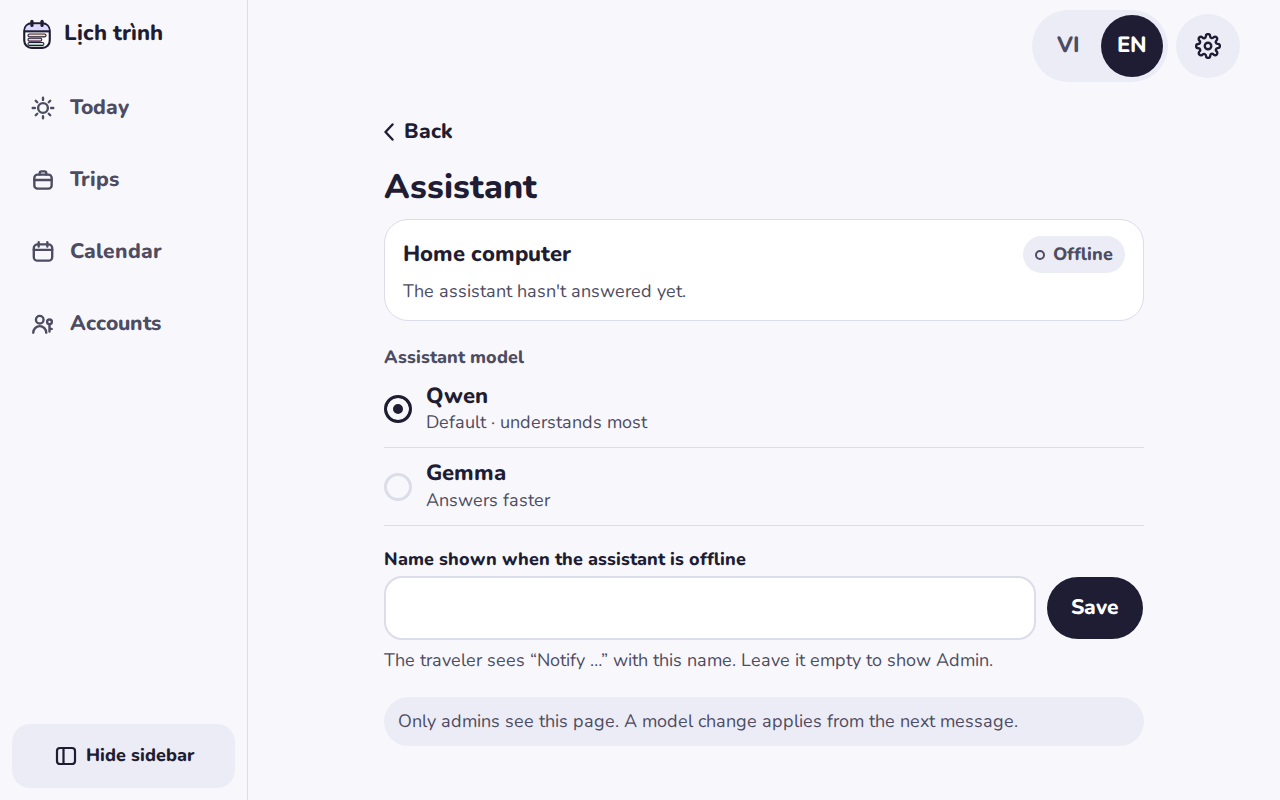 Lịch trình
VI
EN
Today
Trips
Calendar
Accounts
Back
Assistant
Home computer
Offline
The assistant hasn't answered yet.
Assistant model
Qwen
Default · understands most
Gemma
Answers faster
Name shown when the assistant is offline
Save
The traveler sees “Notify …” with this name. Leave it empty to show Admin.
Only admins see this page. A model change applies from the next message.
Hide sidebar